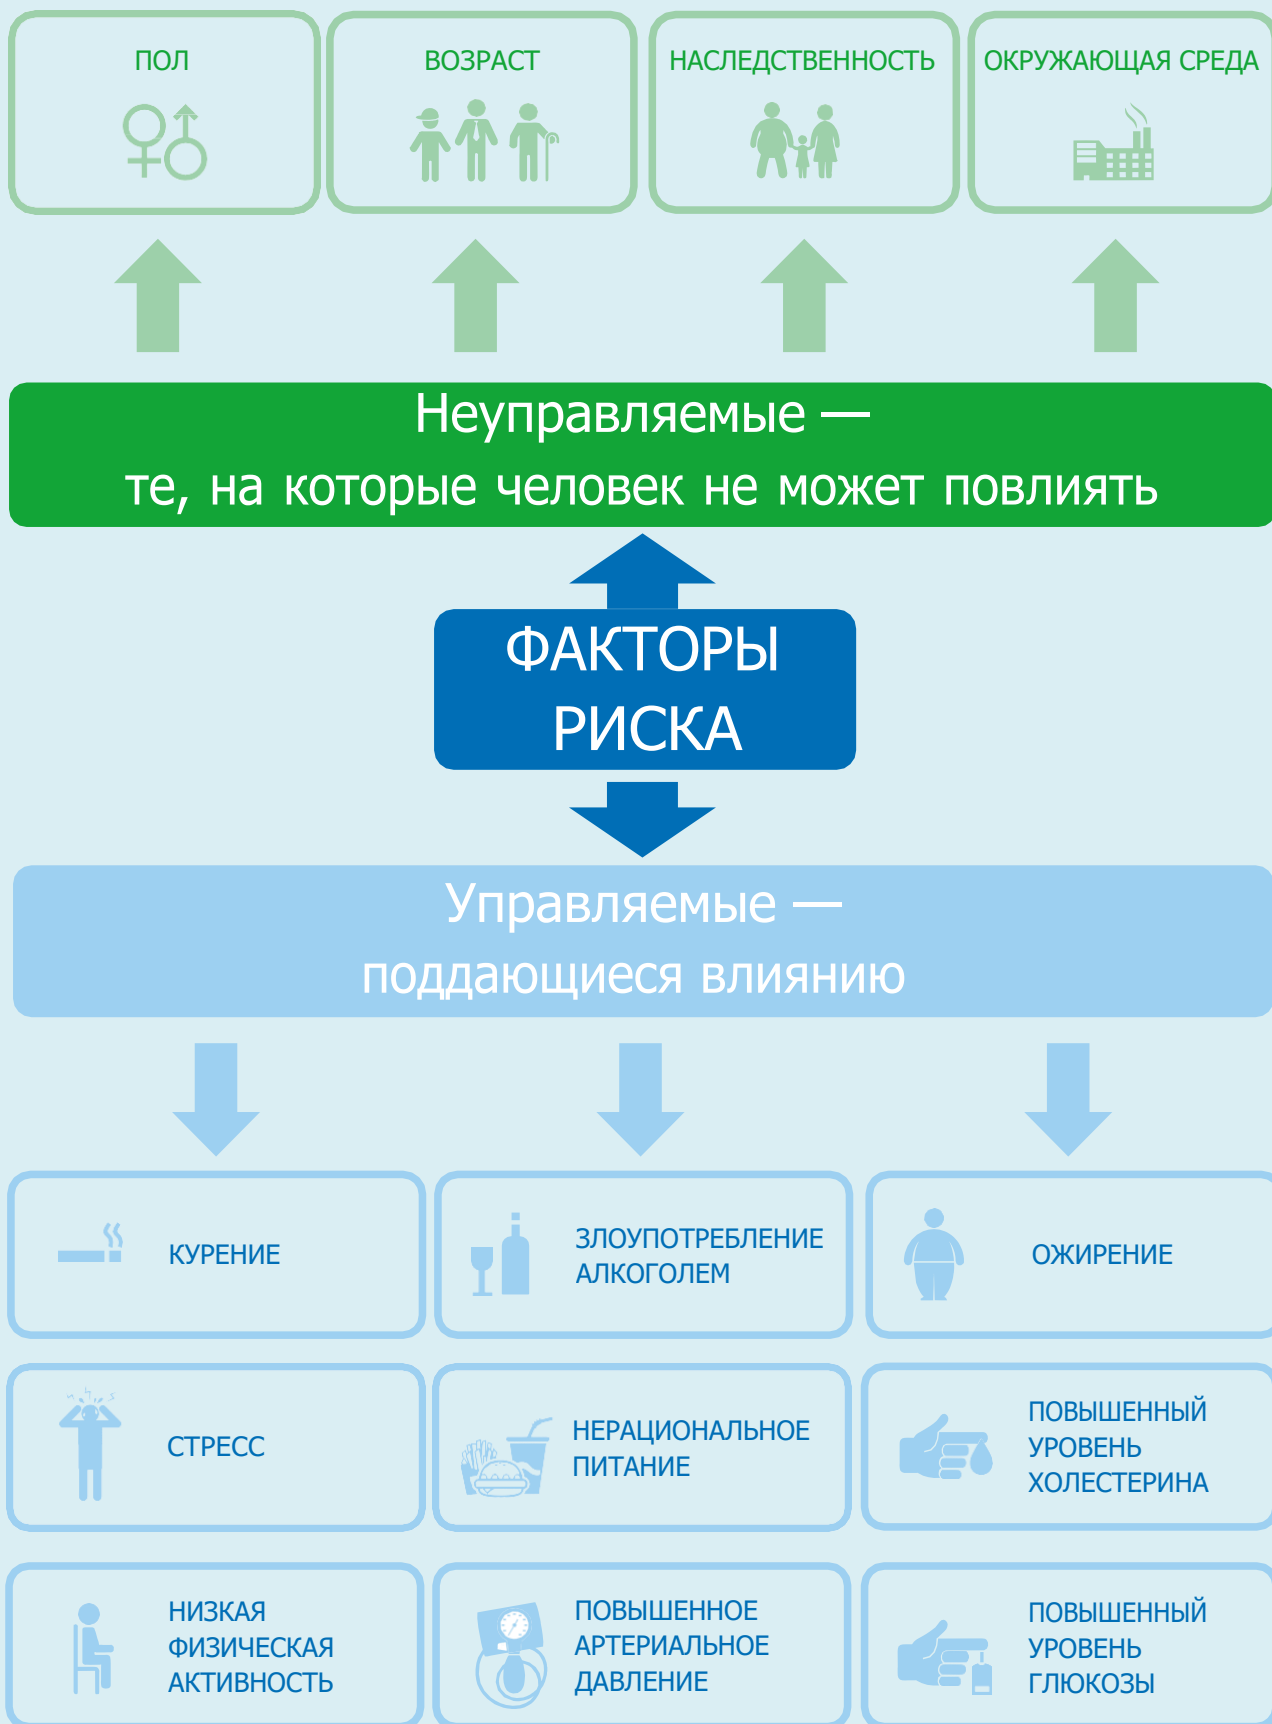 ПОЛ
ВОЗРАСТ
НАСЛЕДСТВЕННОСТЬ
ОКРУЖАЮЩАЯ СРЕДА
Неуправляемые —
те, на которые человек не может повлиять
ФАКТОРЫ
РИСКА
Управляемые —
поддающиеся влиянию
КУРЕНИЕ
ЗЛОУПОТРЕБЛЕНИЕ
АЛКОГОЛЕМ
ОЖИРЕНИЕ
СТРЕСС
НЕРАЦИОНАЛЬНОЕ
ПИТАНИЕ
ПОВЫШЕННЫЙ
УРОВЕНЬ
ХОЛЕСТЕРИНА
НИЗКАЯ
ФИЗИЧЕСКАЯ
АКТИВНОСТЬ
ПОВЫШЕННОЕ
АРТЕРИАЛЬНОЕ
ДАВЛЕНИЕ
ПОВЫШЕННЫЙ
УРОВЕНЬ
ГЛЮКОЗЫ